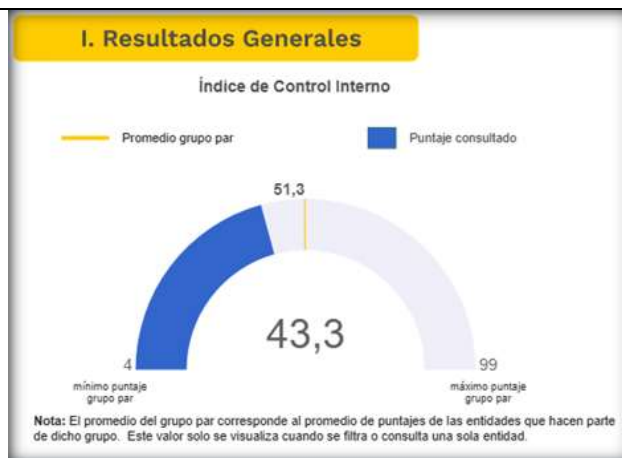 I. Resultados Generales
Índice de Control Interno
Promedio grupo par
Puntaje consultado
51,3
43,3
4
99
mínimo puntaje
grupo par
máximo puntaje
grupo par
Nota: El promedio del grupo par corresponde al promedio de puntajes de las entidades que hacen parte
de dicho grupo. Este valor solo se visualiza cuando se filtra o consulta una sola entidad.